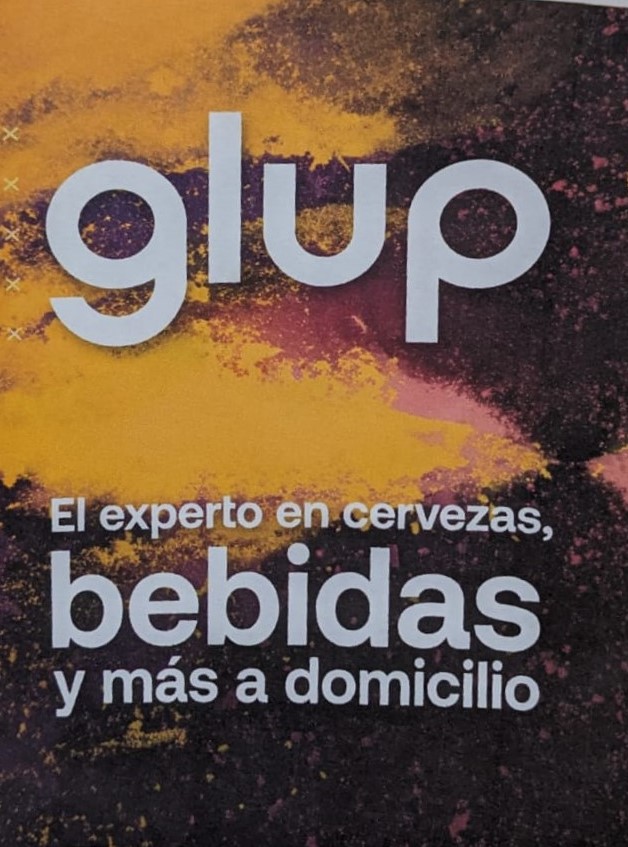 glup
El experto en cervezas,
bebidas
y más a domicilio